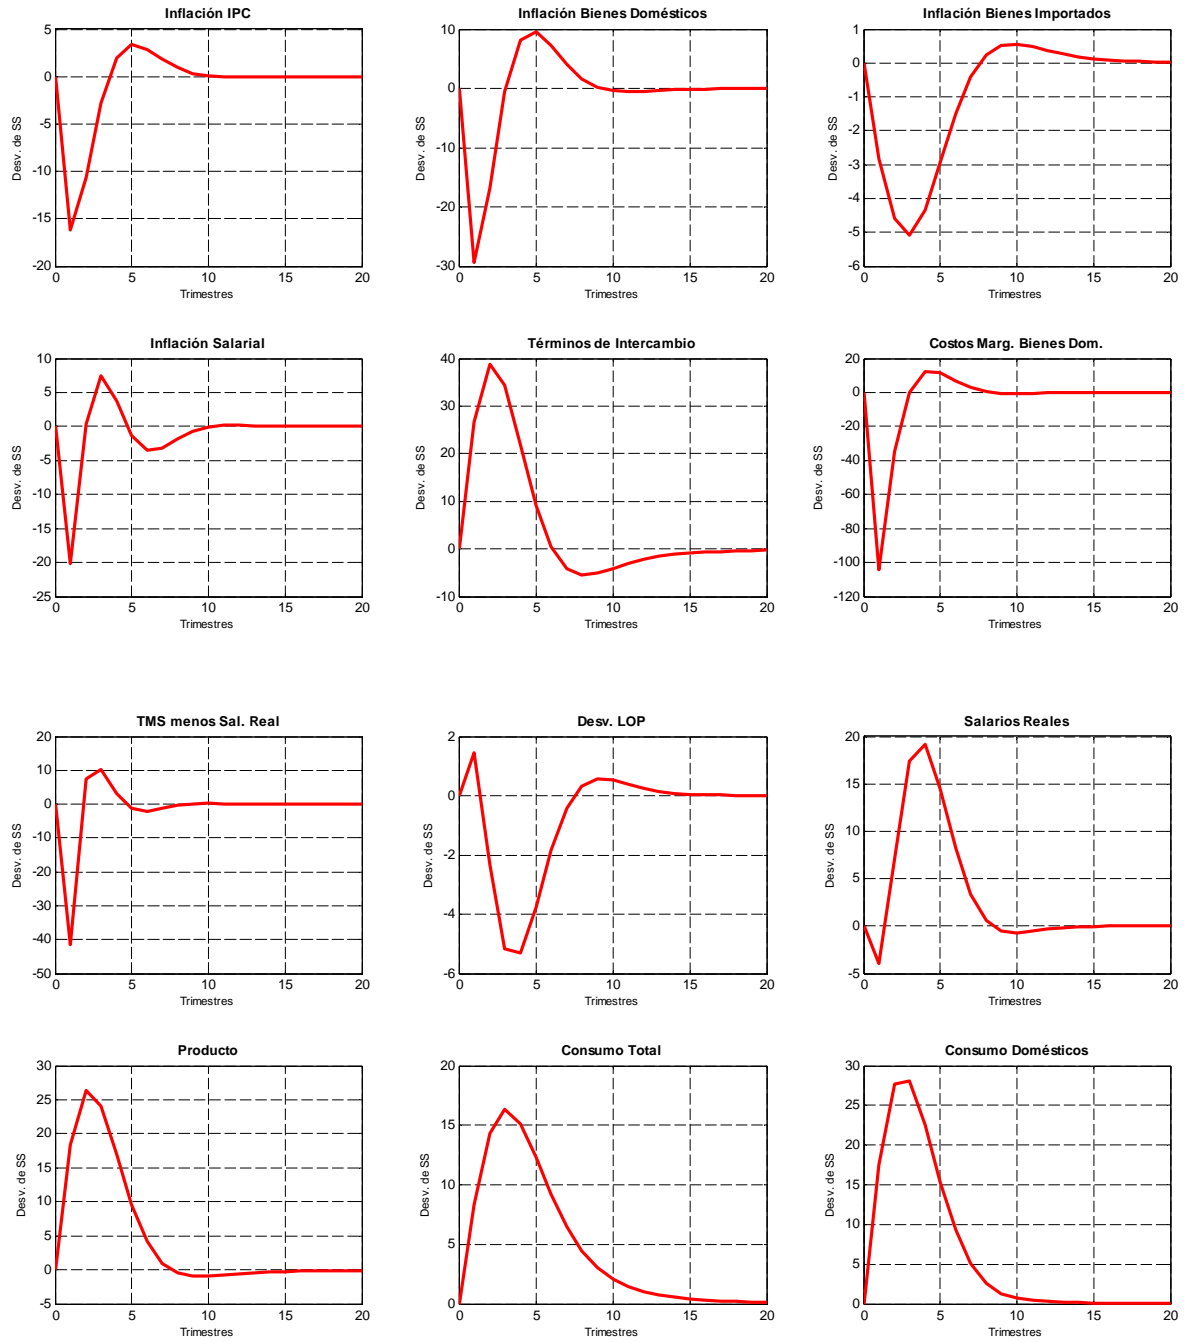 Inflación IPC
Inflación Bienes Domésticos
Inflación Bienes Importados
5
0
-5
-10
-15
-20
Desv. de SS
0 5 10 15 20
Trimestres
10
0
-10
-20
-30
Desv. de SS
0 5 10 15 20
Trimestres
1
0
-1
-2
-3
-4
-5
-6
Desv. de SS
0 5 10 15 20
Trimestres
Inflación Salarial
Términos de Intercambio
Costos Marg. Bienes Dom.
10
5
0
-5
-10
-15
-20
-25
Desv. de SS
0 5 10 15 20
Trimestres
40
30
20
10
0
-10
Desv. de SS
0 5 10 15 20
Trimestres
20
0
-20
-40
-60
-80
-100
-120
Desv. de SS
0 5 10 15 20
Trimestres
TMS menos Sal. Real
Desv. LOP
Salarios Reales
20
10
0
-10
-20
-30
-40
-50
Desv. de SS
0 5 10 15 20
Trimestres
2
0
-2
-4
-6
Desv. de SS
0 5 10 15 20
Trimestres
20
15
10
5
0
-5
Desv. de SS
0 5 10 15 20
Trimestres
Producto
Consumo Total
Consumo Domésticos
30
25
20
15
10
5
0
-5
Desv. de SS
0 5 10 15 20
Trimestres
20
15
10
5
0
Desv. de SS
0 5 10 15 20
Trimestres
30
25
20
15
10
5
0
Desv. de SS
0 5 10 15 20
Trimestres